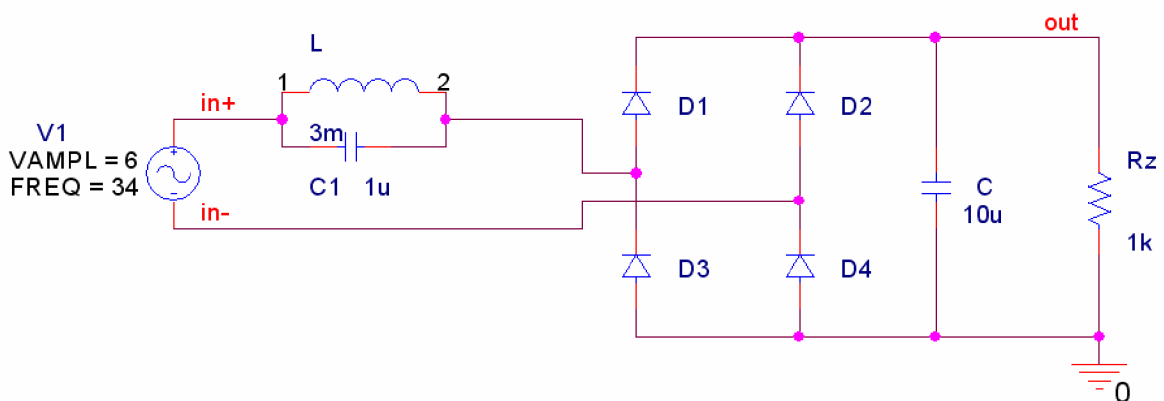 out
L
1
2
in+
3m
V1
VAMPL = 6
FREQ = 34
C1
1u
in-
D1
D2
D3
D4
C
10u
Rz
1k
0